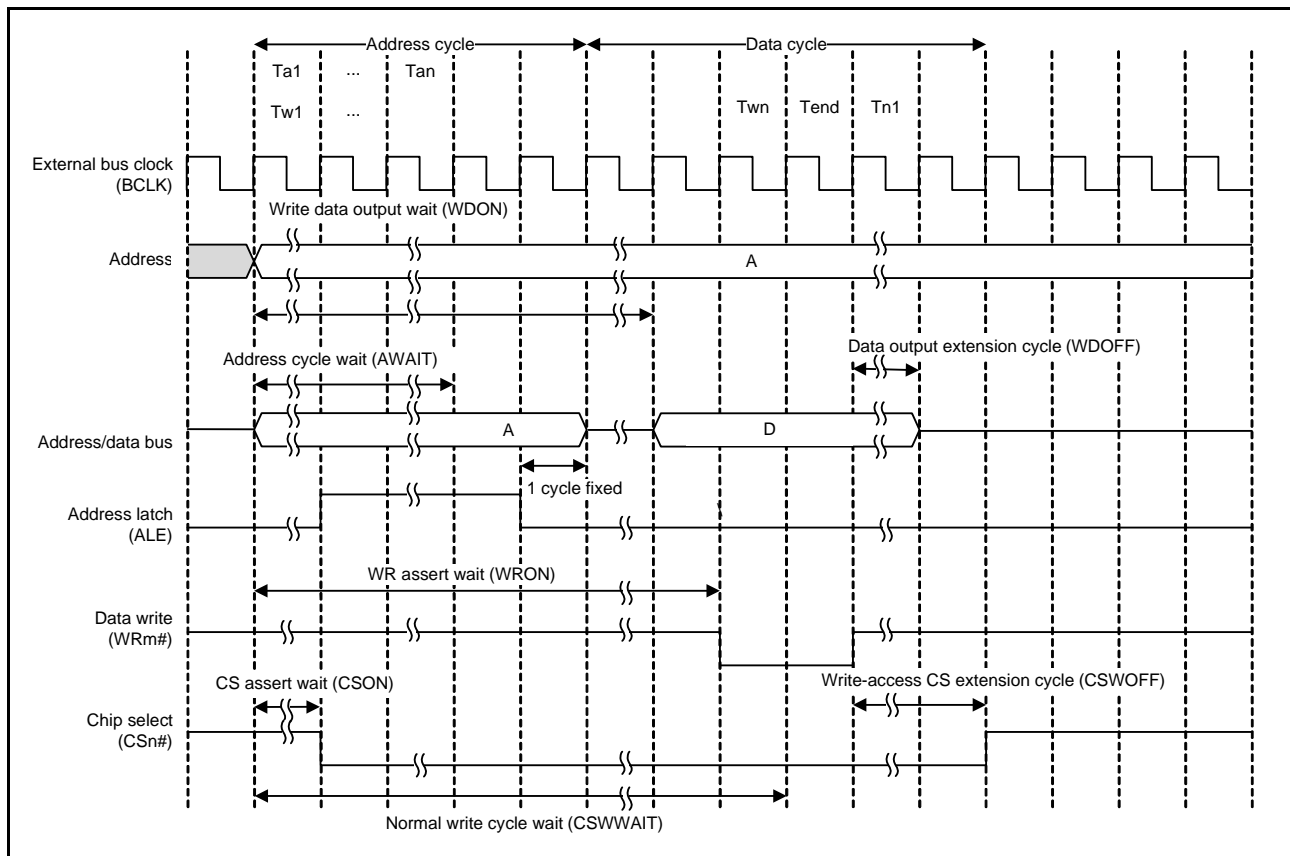 Address cycle Data cycle
Ta1 ... Tan
Twn Tend Tn1
Tw1 ...
External bus clock
(BCLK)
Write data output wait (WDON)
Address
A
Address cycle wait (AWAIT)
Data output extension cycle (WDOFF)
Address/data bus
A D
1 cycle fixed
Address latch
(ALE)
WR assert wait (WRON)
Data write
(WRm#)
CS assert wait (CSON)
Write-access CS extension cycle (CSWOFF)
Chip select
(CSn#)
Normal write cycle wait (CSWWAIT)